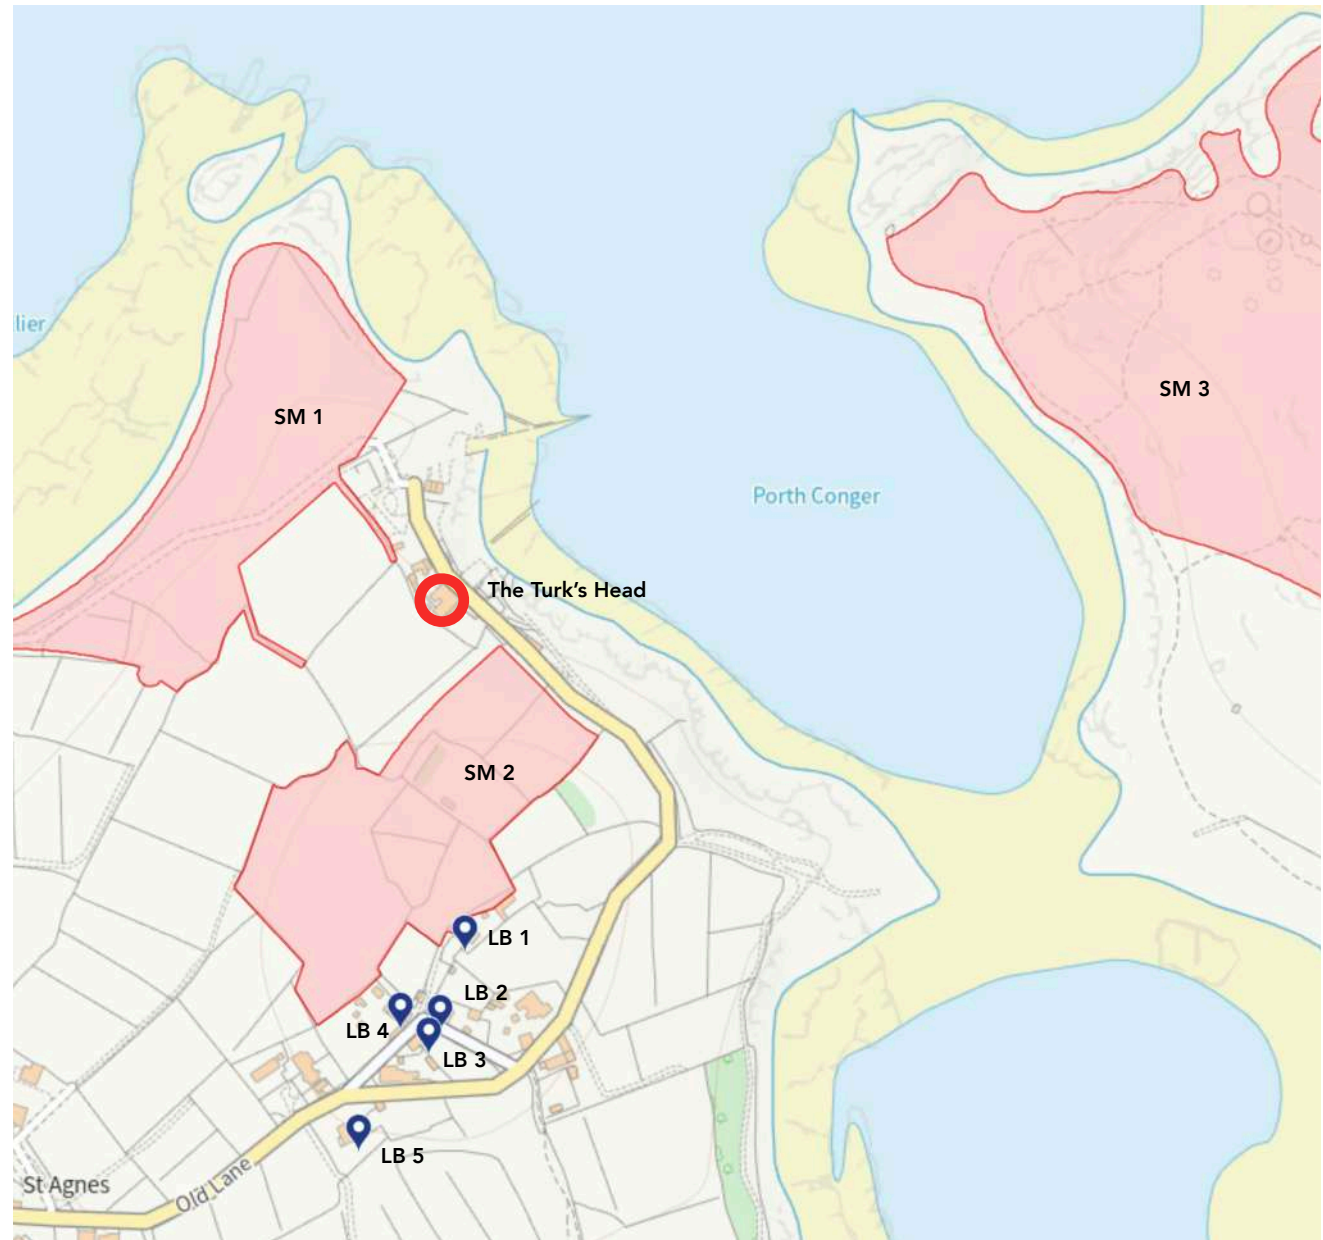 lier
SM 1
SM 3
Porth Conger
The Turk's Head
SM 2
LB 1
LB 2
LB 4
LB 3
LB 5
St Agnes
Old Lane